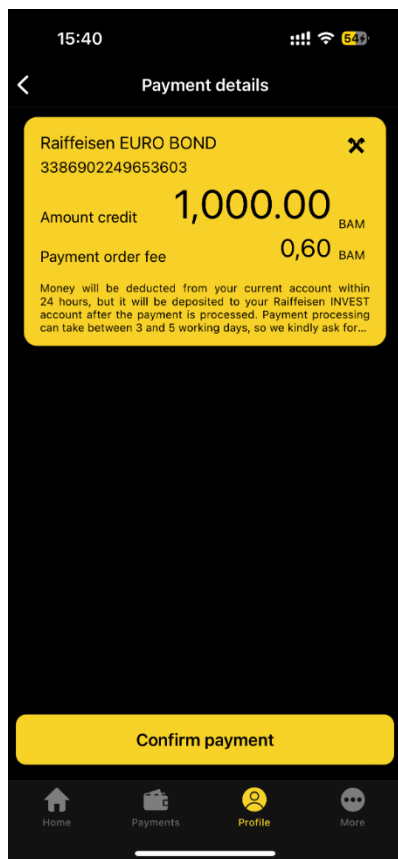 15:40
54
Payment details
Raiffeisen EURO BOND
3386902249653603
Amount credit 1,000.00 BAM
Payment order fee 0,60 BAM
Money will be deducted from your current account within
24 hours, but it will be deposited to your Raiffeisen INVEST
account after the payment is processed. Payment processing
can take between 3 and 5 working days, so we kindly ask for...
Confirm payment
Home Payments Profile More